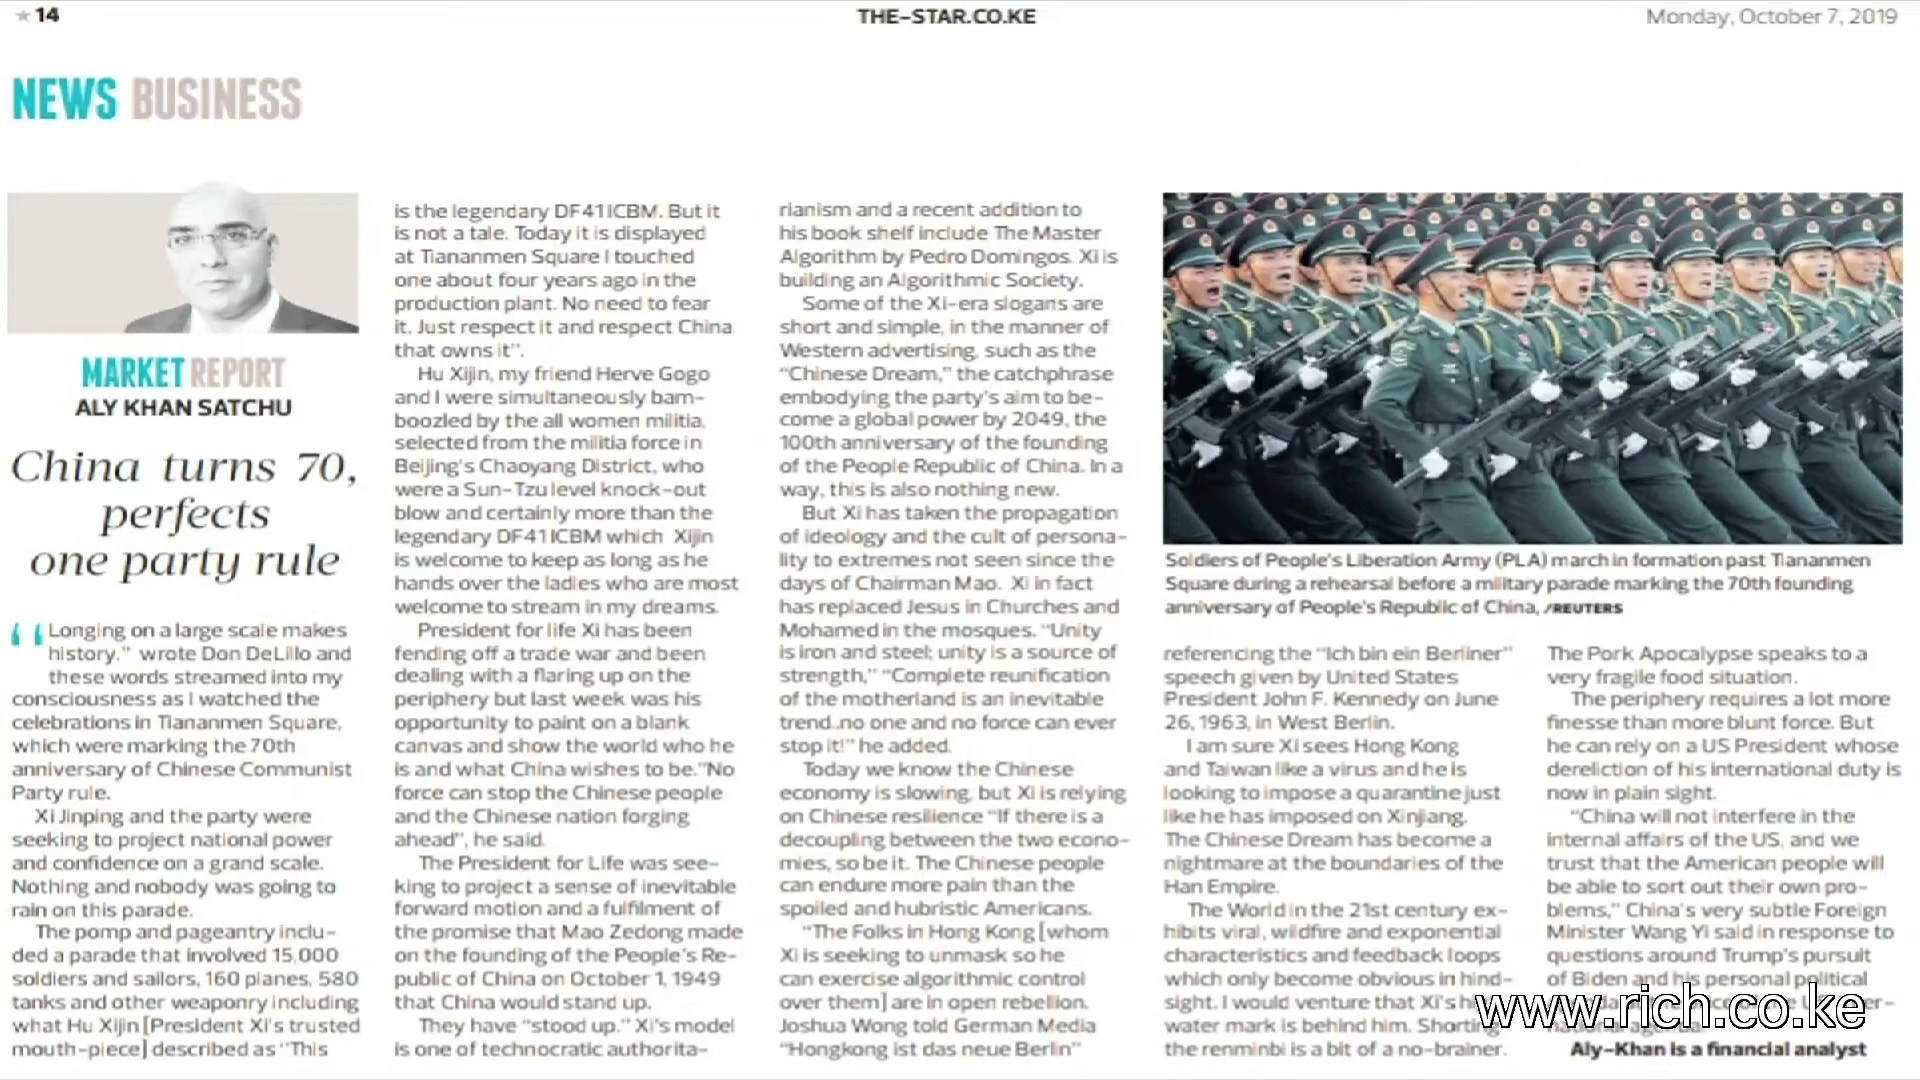 ★ 14
THE-STAR.CO.KE
Monday, October 7, 2019
NEWS BUSINESS
MARKET REPORT
ALY KHAN SATCHU
China turns 70,
perfects
one party rule
“Longing on a large scale makes
history." wrote Don DeLillo and
these words streamed into my
consciousness as I watched the
celebrations in Tiananmen Square,
which were marking the 70th
anniversary of Chinese Communist
Party rule.
Xi Jinping and the party were
seeking to project national power
and confidence on a grand scale.
Nothing and nobody was going to
rain on this parade.
The pomp and pageantry inclu-
ded a parade that involved 15,000
soldiers and sailors, 160 planes, 580
tanks and other weaponry including
what Hu Xijin [President Xi's trusted
mouth-piece] described as "This
is the legendary DF41 ICBM. But it
is not a tale. Today it is displayed
at Tiananmen Square I touched
one about four years ago in the
production plant. No need to fear
it. Just respect it and respect China
that owns it".
Hu Xijin, my friend Herve Gogo
and I were simultaneously bam-
boozled by the all women militia,
selected from the militia force in
Beijing's Chaoyang District, who
were a Sun-Tzu level knock-out
blow and certainly more than the
legendary DF41 ICBM which Xijin
is welcome to keep as long as he
hands over the ladies who are most
welcome to stream in my dreams.
President for life Xi has been
fending off a trade war and been
dealing with a flaring up on the
periphery but last week was his
opportunity to paint on a blank
canvas and show the world who he
is and what China wishes to be."No
force can stop the Chinese people
and the Chinese nation forging
ahead", he said.
The President for Life was see-
king to project a sense of inevitable
forward motion and a fulfilment of
the promise that Mao Zedong made
on the founding of the People's Re-
public of China on October 1, 1949
that China would stand up.
They have "stood up." Xi's model
is one of technocratic authorita-
rianism and a recent addition to
his book shelf include The Master
Algorithm by Pedro Domingos. Xi is
building an Algorithmic Society.
Some of the Xi-era slogans are
short and simple, in the manner of
Western advertising, such as the
"Chinese Dream," the catchphrase
embodying the party's aim to be-
come a global power by 2049, the
100th anniversary of the founding
of the People Republic of China. In a
way, this is also nothing new.
But Xi has taken the propagation
of ideology and the cult of persona-
lity to extremes not seen since the
days of Chairman Mao. Xi in fact
has replaced Jesus in Churches and
Mohamed in the mosques. "Unity
is iron and steel; unity is a source of
strength," "Complete reunification
of the motherland is an inevitable
trend..no one and no force can ever
stop it!" he added.
Today we know the Chinese
economy is slowing, but Xi is relying
on Chinese resilience "If there is a
decoupling between the two econo-
mies, so be it. The Chinese people
can endure more pain than the
spoiled and hubristic Americans.
"The Folks in Hong Kong [whom
Xi is seeking to unmask so he
can exercise algorithmic control
over them] are in open rebellion.
Joshua Wong told German Media
"Hongkong ist das neue Berlin"
Soldiers of People's Liberation Army (PLA) march in formation past Tiananmen
Square during a rehearsal before a military parade marking the 70th founding
anniversary of People's Republic of China, /REUTERS
referencing the "Ich bin ein Berliner"
speech given by United States
President John F. Kennedy on June
26, 1963, in West Berlin.
I am sure Xi sees Hong Kong
and Taiwan like a virus and he is
looking to impose a quarantine just
like he has imposed on Xinjiang.
The Chinese Dream has become a
nightmare at the boundaries of the
Han Empire.
The World in the 21st century ex-
hibits viral, wildfire and exponential
characteristics and feedback loops
which only become obvious in hind-
sight. I would venture that Xi's
water mark is behind him. Shorting
the renminbi is a bit of a no-brainer.
The Pork Apocalypse speaks to a
very fragile food situation.
The periphery requires a lot more
finesse than more blunt force. But
he can rely on a US President whose
dereliction of his international duty is
now in plain sight.
"China will not interfere in the
internal affairs of the US, and we
trust that the American people will
be able to sort out their own pro-
blems," China's very subtle Foreign
Minister Wang Yi said in response to
questions around Trump's pursuit
of Biden and his personal political
Aly-Khan is a financial analyst
www.rich.co.ke